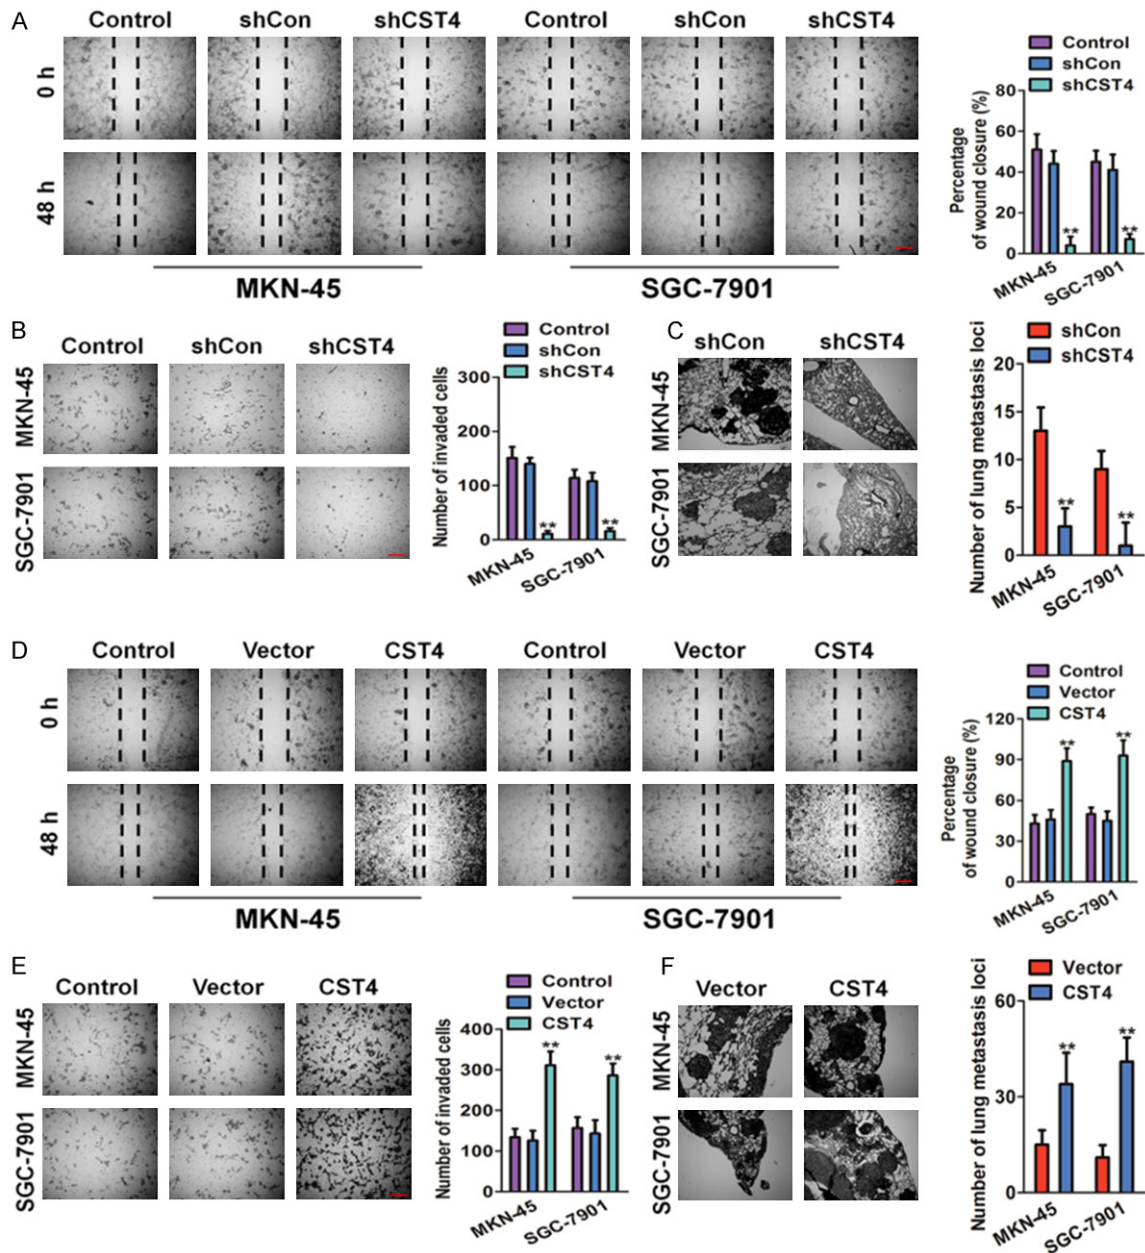 A
Control shCon shCST4 Control shCon shCST4
0 h
48 h
MKN-45 SGC-7901
Control
shCon
shCST4
Percentage
of wound closure (%)
80
60
40
20
0
** **
MKN-45 SGC-7901
B
Control shCon shCST4
MKN-45
SGC-7901
Control
shCon
shCST4
Number of invaded cells
300
200
100
0
** **
MKN-45 SGC-7901
C
shCon shCST4
MKN-45
SGC-7901
shCon
shCST4
Number of lung metastasis loci
20
15
10
5
0
** **
MKN-45 SGC-7901
D
Control Vector CST4 Control Vector CST4
0 h
48 h
MKN-45 SGC-7901
Control
Vector
CST4
Percentage
of wound closure (%)
120
90
60
30
0
** **
MKN-45 SGC-7901
E
Control Vector CST4
MKN-45
SGC-7901
Control
Vector
CST4
Number of invaded cells
400
300
200
100
0
** **
MKN-45 SGC-7901
F
Vector CST4
MKN-45
SGC-7901
Vector
CST4
Number of lung metastasis loci
60
30
0
** **
MKN-45 SGC-7901